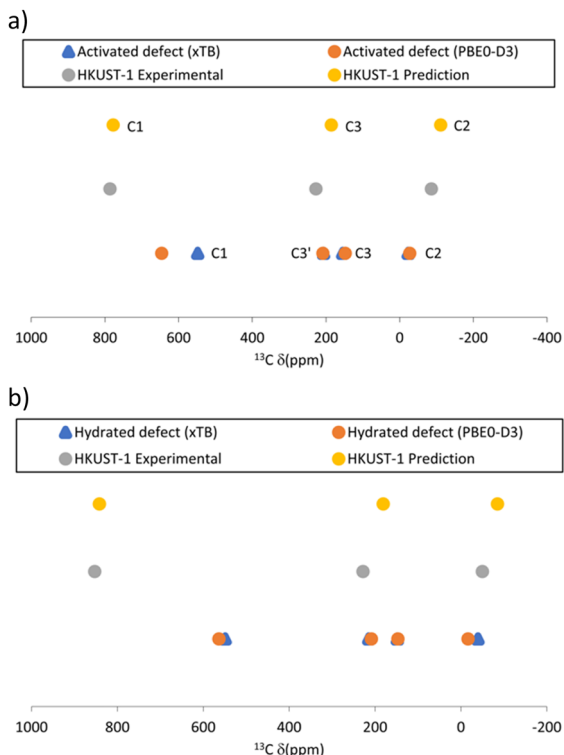 a)
Activated defect (xTB) Activated defect (PBE0-D3)
HKUST-1 Experimental HKUST-1 Prediction
C1 C3 C2
C1 C3' C3 C2
1000 800 600 400 200 0 -200 -400
¹³C δ(ppm)
b)
Hydrated defect (xTB) Hydrated defect (PBE0-D3)
HKUST-1 Experimental HKUST-1 Prediction
1000 800 600 400 200 0 -200
¹³C δ(ppm)